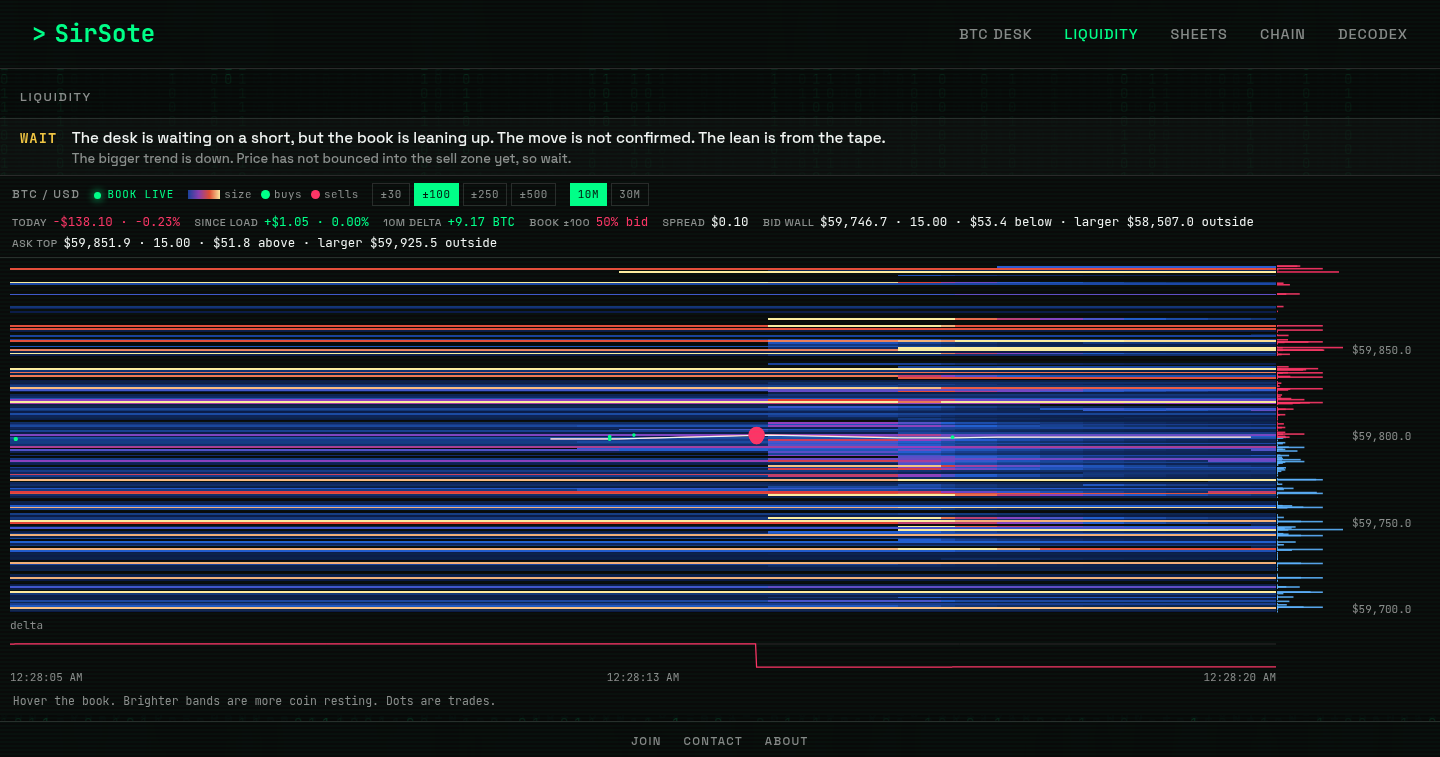 > SirSote
BTC DESK LIQUIDITY SHEETS CHAIN DECODEX
LIQUIDITY
WAIT The desk is waiting on a short, but the book is leaning up. The move is not confirmed. The lean is from the tape.
The bigger trend is down. Price has not bounced into the sell zone yet, so wait.
BTC / USD BOOK LIVE size buys sells ±30 ±100 ±250 ±500 10M 30M
TODAY -$138.10 · -0.23% SINCE LOAD +$1.05 · 0.00% 10M DELTA +9.17 BTC BOOK ±100 50% bid SPREAD $0.10 BID WALL $59,746.7 · 15.00 · $53.4 below · larger $58,507.0 outside
ASK TOP $59,851.9 · 15.00 · $51.8 above · larger $59,925.5 outside
$59,850.0
$59,800.0
$59,750.0
$59,700.0
delta
12:28:05 AM 12:28:13 AM 12:28:20 AM
Hover the book. Brighter bands are more coin resting. Dots are trades.
JOIN CONTACT ABOUT